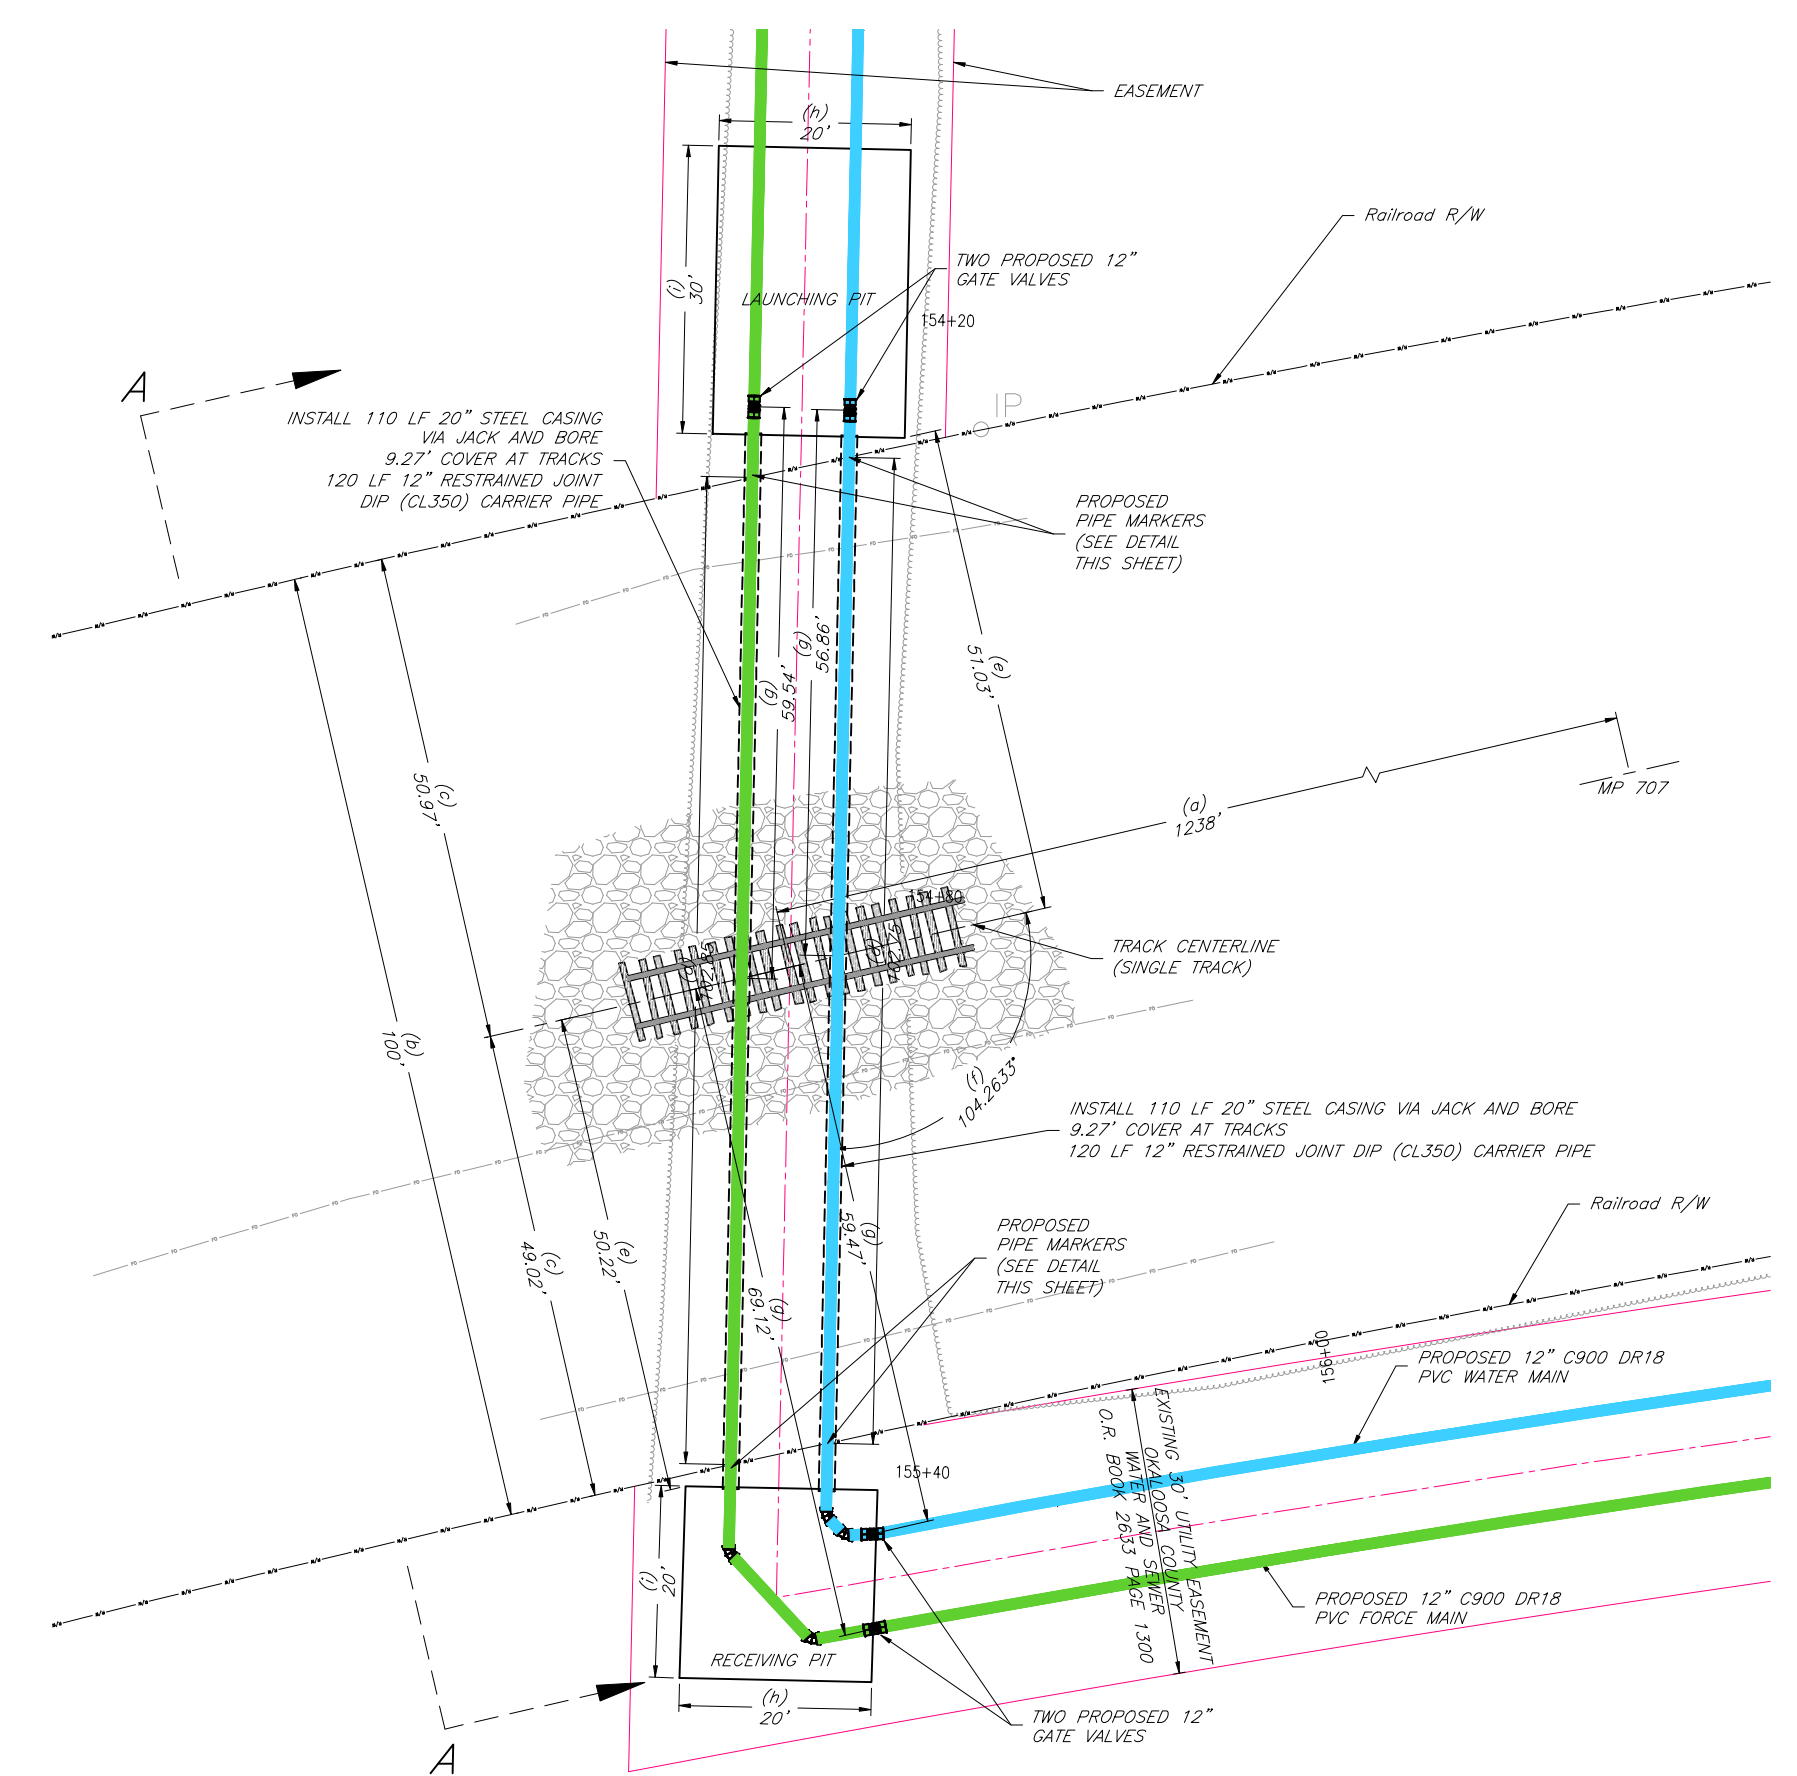 EASEMENT
(h)
20'
Railroad R/W
TWO PROPOSED 12"
GATE VALVES
(i)
30'
LAUNCHING PIT
154+20
A
IP
INSTALL 110 LF 20" STEEL CASING
VIA JACK AND BORE
9.27' COVER AT TRACKS
120 LF 12" RESTRAINED JOINT
DIP (CL350) CARRIER PIPE
PROPOSED
PIPE MARKERS
(SEE DETAIL
THIS SHEET)
(g)
59.54'
(g)
56.86'
(e)
51.03'
(c)
50.97'
MP 707
(a)
1238'
154+80
TRACK CENTERLINE
(SINGLE TRACK)
(b)
100'
(f)
104.2633°
INSTALL 110 LF 20" STEEL CASING VIA JACK AND BORE
9.27' COVER AT TRACKS
120 LF 12" RESTRAINED JOINT DIP (CL350) CARRIER PIPE
(c)
49.02'
(e)
50.22'
(g)
69.12'
(g)
59.47'
PROPOSED
PIPE MARKERS
(SEE DETAIL
THIS SHEET)
Railroad R/W
155+00
PROPOSED 12" C900 DR18
PVC WATER MAIN
EXISTING 30' UTILITY EASEMENT
OKALOOSA COUNTY
WATER AND SEWER
O.R. BOOK 2633 PAGE 1300
155+40
(i)
20'
PROPOSED 12" C900 DR18
PVC FORCE MAIN
RECEIVING PIT
(h)
20'
TWO PROPOSED 12"
GATE VALVES
A